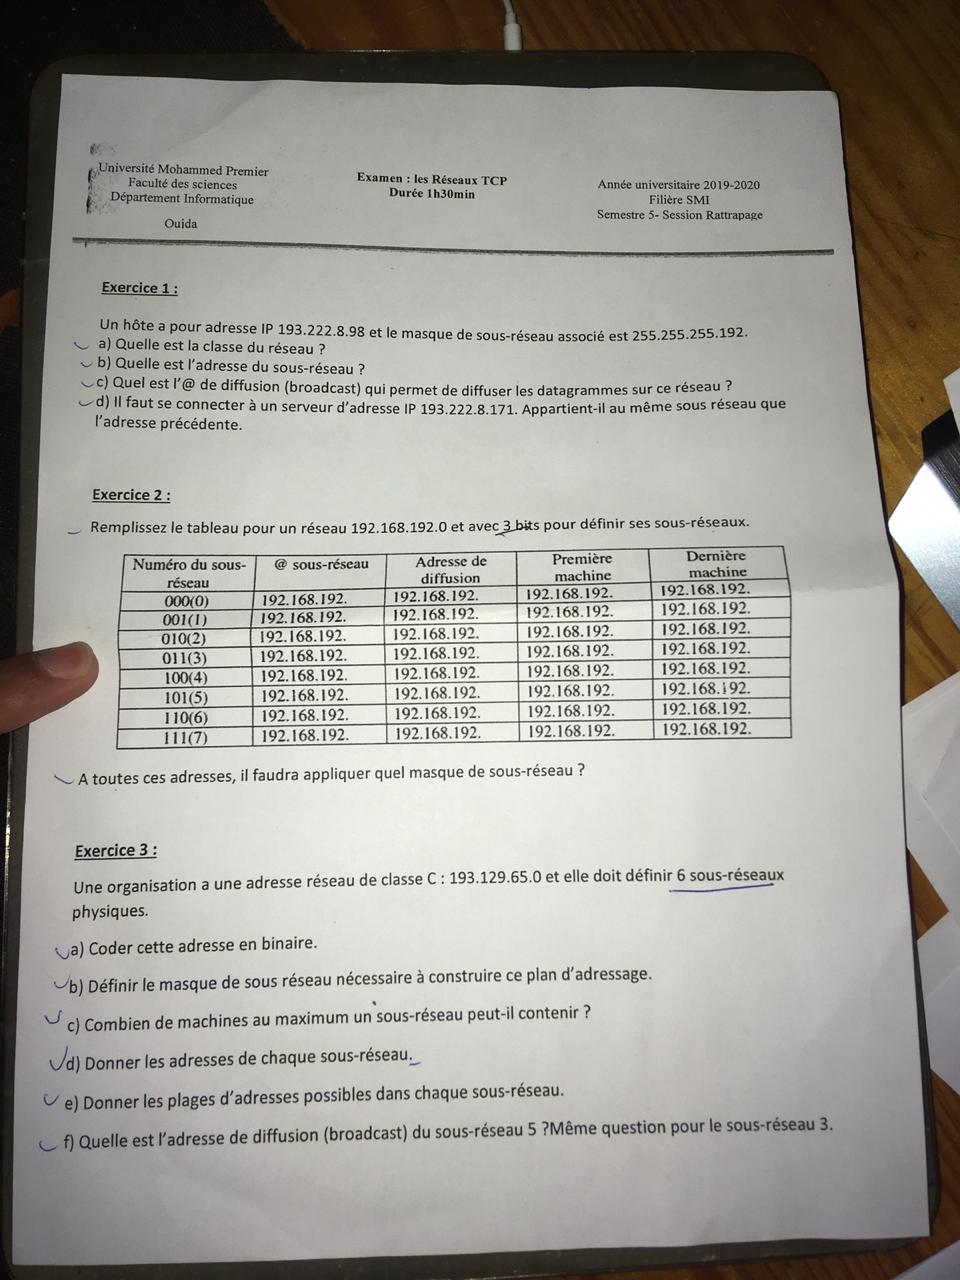 Université Mohammed Premier
Faculté des sciences
Département Informatique
Oujda
Examen : les Réseaux TCP
Durée 1h30min
Année universitaire 2019-2020
Filière SMI
Semestre 5- Session Rattrapage
Exercice 1 :
Un hôte a pour adresse IP 193.222.8.98 et le masque de sous-réseau associé est 255.255.255.192.
a) Quelle est la classe du réseau ?
b) Quelle est l'adresse du sous-réseau ?
c) Quel est l'@ de diffusion (broadcast) qui permet de diffuser les datagrammes sur ce réseau ?
d) Il faut se connecter à un serveur d'adresse IP 193.222.8.171. Appartient-il au même sous réseau que
l'adresse précédente.
Exercice 2 :
Remplissez le tableau pour un réseau 192.168.192.0 et avec 3 bits pour définir ses sous-réseaux.
Numéro du sous-réseau @ sous-réseau Adresse de diffusion Première machine Dernière machine
000(0) 192.168.192. 192.168.192. 192.168.192. 192.168.192.
001(1) 192.168.192. 192.168.192. 192.168.192. 192.168.192.
010(2) 192.168.192. 192.168.192. 192.168.192. 192.168.192.
011(3) 192.168.192. 192.168.192. 192.168.192. 192.168.192.
100(4) 192.168.192. 192.168.192. 192.168.192. 192.168.192.
101(5) 192.168.192. 192.168.192. 192.168.192. 192.168.192.
110(6) 192.168.192. 192.168.192. 192.168.192. 192.168.192.
111(7) 192.168.192. 192.168.192. 192.168.192. 192.168.192.
A toutes ces adresses, il faudra appliquer quel masque de sous-réseau ?
Exercice 3 :
Une organisation a une adresse réseau de classe C : 193.129.65.0 et elle doit définir 6 sous-réseaux
physiques.
a) Coder cette adresse en binaire.
b) Définir le masque de sous réseau nécessaire à construire ce plan d'adressage.
c) Combien de machines au maximum un sous-réseau peut-il contenir ?
d) Donner les adresses de chaque sous-réseau.
e) Donner les plages d'adresses possibles dans chaque sous-réseau.
f) Quelle est l'adresse de diffusion (broadcast) du sous-réseau 5 ?Même question pour le sous-réseau 3.